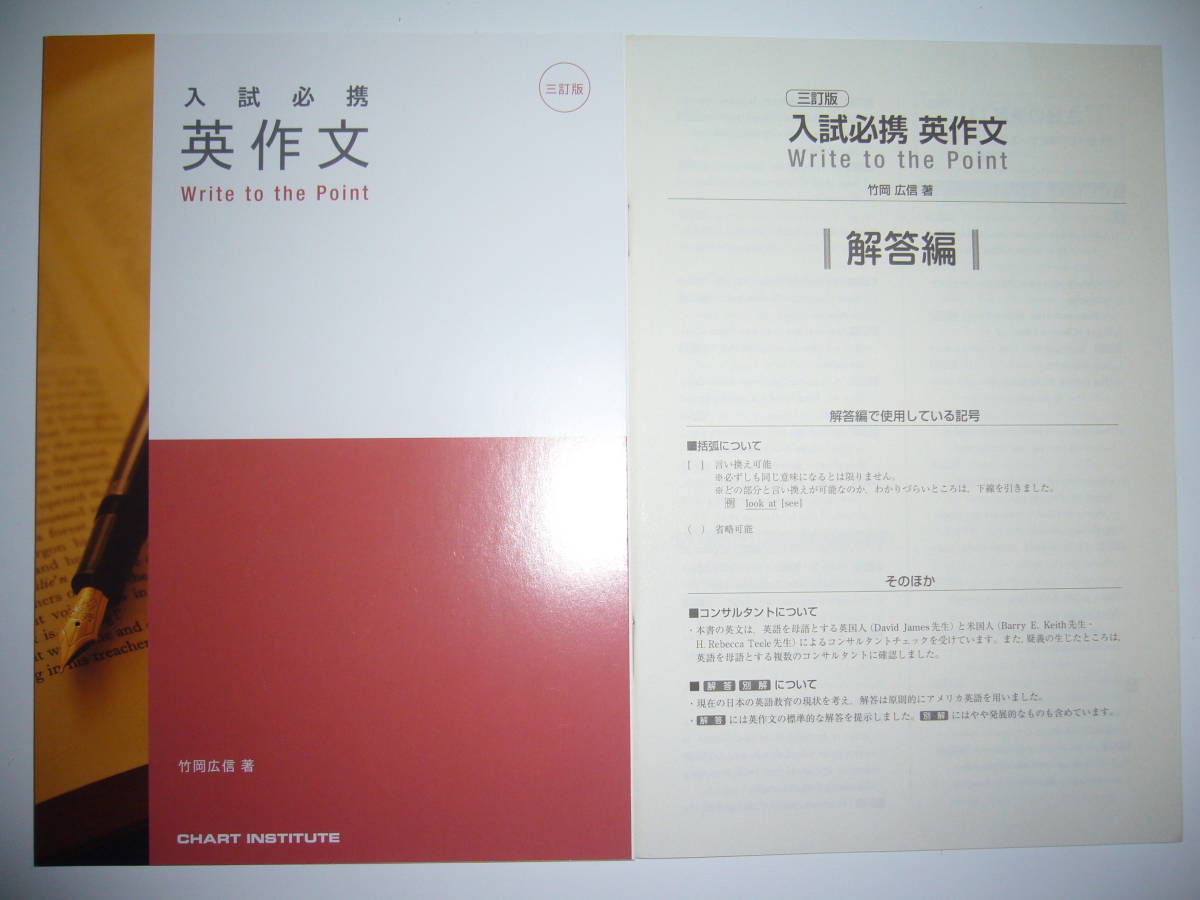 入試必携
三訂版
英作文
Write to the Point
竹岡広信 著
CHART INSTITUTE
三訂版
入試必携 英作文
Write to the Point
竹岡 広信 著
解答編
解答編で使用している記号
■括弧について
[ ] 言い換え可能
※必ずしも同じ意味になるとは限りません。
※どの部分と言い換えが可能なのか,わかりづらいところは,下線を引きました。
例 look at [see]
( ) 省略可能
そのほか
■コンサルタントについて
・本書の英文は,英語を母語とする英国人(David James先生)と米国人(Barry E. Keith先生・
H. Rebecca Teele先生)によるコンサルタントチェックを受けています。また,疑義の生じたところは,
英語を母語とする複数のコンサルタントに確認しました。
■解答 別解 について
・現在の日本の英語教育の現状を考え,解答は原則的にアメリカ英語を用いました。
・解答 には英作文の標準的な解答を提示しました。別解 にはやや発展的なものも含めています。